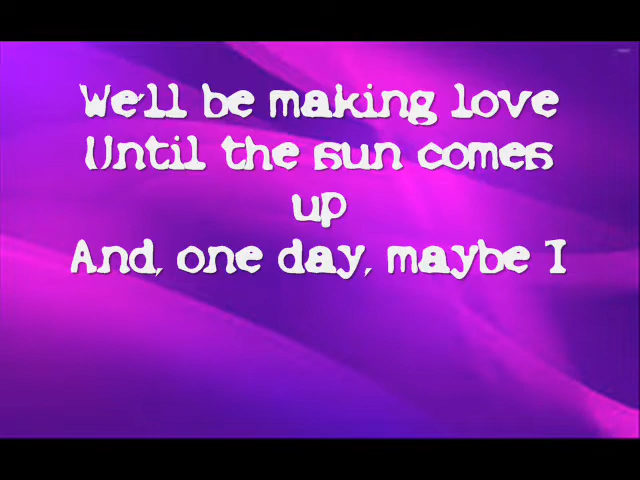 We'll be making love
Until the sun comes
up
And, one day, maybe I